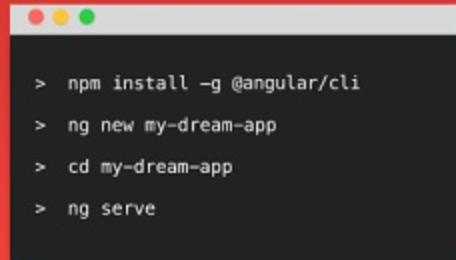 > npm install -g @angular/cli
> ng new my-dream-app
> cd my-dream-app
> ng serve